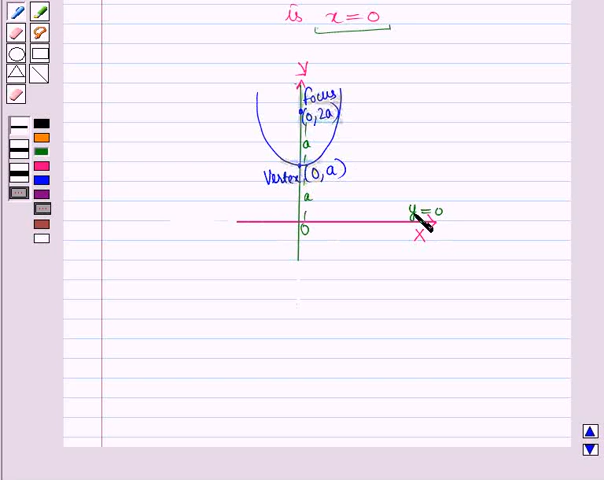 is x = 0
Y
focus
(0, 2a)
a
Vertex (0, a)
a
y = 0
0
X